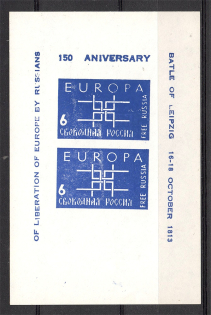 150 ANIVERSARY
OF LIBERATION OF EUROPE BY RUSSIANS
BATLE OF LEIPZIG 16-18 OCTOBER 1813
EUROPA
6
СВОБОДНАЯ РОССИЯ
FREE RUSSIA
EUROPA
6
СВОБОДНАЯ РОССИЯ
FREE RUSSIA